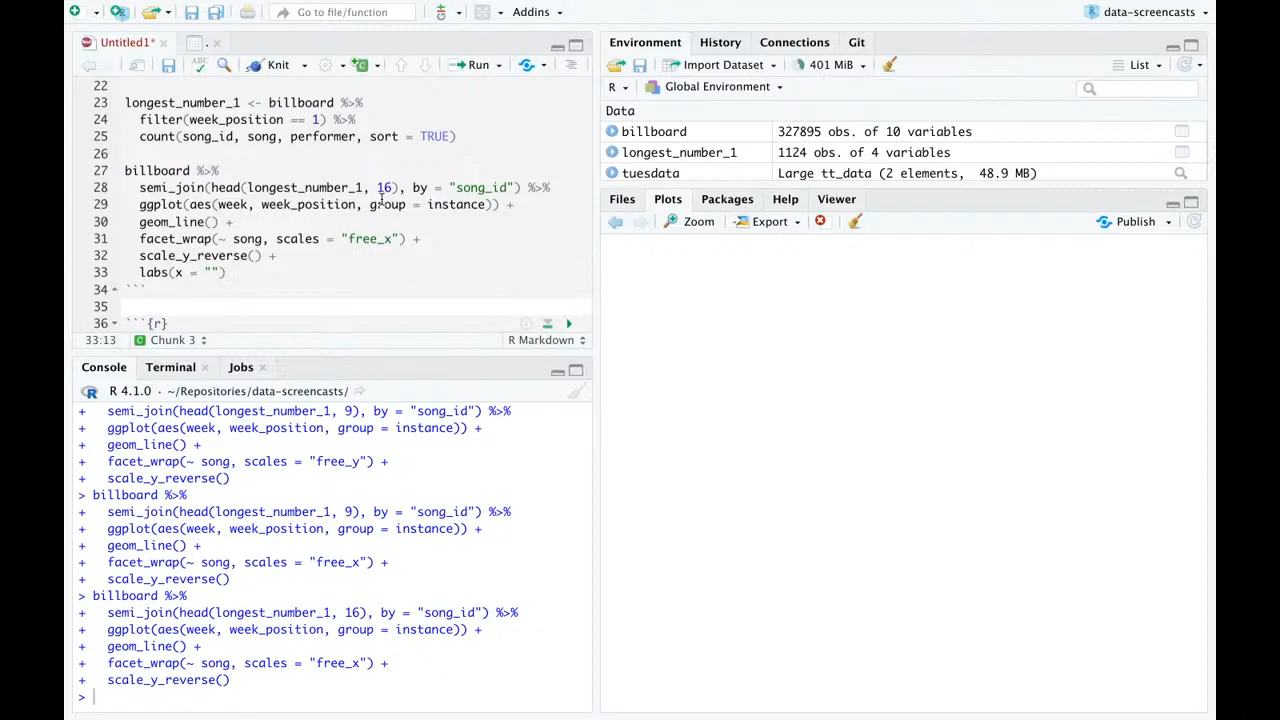 Go to file/function
Addins
data-screencasts
Untitled1*
.
Knit
Run
22
23 longest_number_1 <- billboard %>%
24 filter(week_position == 1) %>%
25 count(song_id, song, performer, sort = TRUE)
26
27 billboard %>%
28 semi_join(head(longest_number_1, 16), by = "song_id") %>%
29 ggplot(aes(week, week_position, group = instance)) +
30 geom_line() +
31 facet_wrap(~ song, scales = "free_x") +
32 scale_y_reverse() +
33 labs(x = "")
34 ```
35
36 ```{r}
33:13 Chunk 3 R Markdown
Console Terminal Jobs
R 4.1.0 · ~/Repositories/data-screencasts/
+ semi_join(head(longest_number_1, 9), by = "song_id") %>%
+ ggplot(aes(week, week_position, group = instance)) +
+ geom_line() +
+ facet_wrap(~ song, scales = "free_y") +
+ scale_y_reverse()
> billboard %>%
+ semi_join(head(longest_number_1, 9), by = "song_id") %>%
+ ggplot(aes(week, week_position, group = instance)) +
+ geom_line() +
+ facet_wrap(~ song, scales = "free_x") +
+ scale_y_reverse()
> billboard %>%
+ semi_join(head(longest_number_1, 16), by = "song_id") %>%
+ ggplot(aes(week, week_position, group = instance)) +
+ geom_line() +
+ facet_wrap(~ song, scales = "free_x") +
+ scale_y_reverse()
>
Environment History Connections Git
Import Dataset 401 MiB List
R Global Environment
Data
billboard 327895 obs. of 10 variables
longest_number_1 1124 obs. of 4 variables
tuesdata Large tt_data (2 elements, 48.9 MB)
Files Plots Packages Help Viewer
Zoom Export Publish